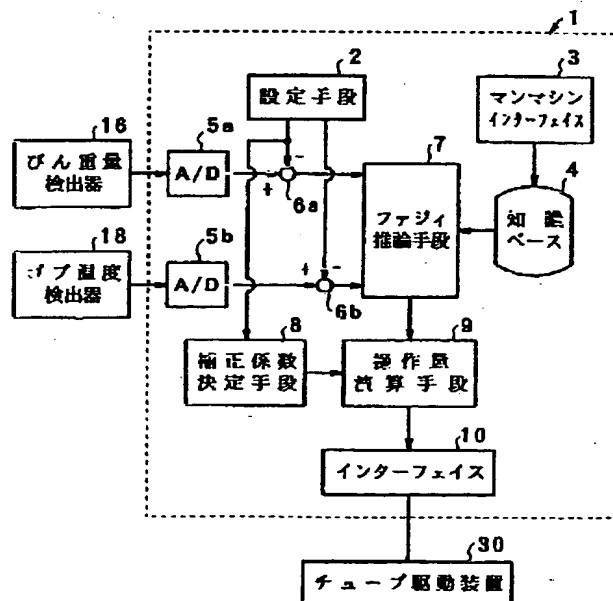 1
2
設定手段
3
マンマシン
インターフェイス
16
びん重量
検出器
5a
A/D
-
+
6a
7
ファジィ
推論手段
4
知識
ベース
18
ゴブ温度
検出器
5b
A/D
+
-
6b
8
補正係数
決定手段
9
操作量
演算手段
10
インターフェイス
30
チューブ駆動装置